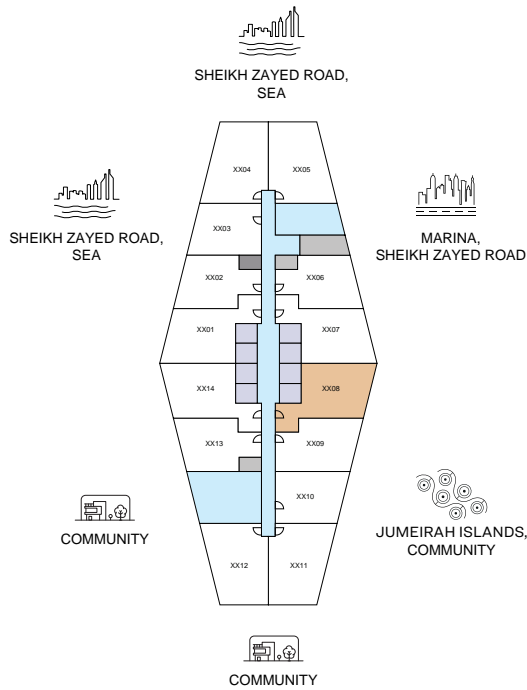 SHEIKH ZAYED ROAD,
SEA
XX04
XX05
SHEIKH ZAYED ROAD,
SEA
XX03
MARINA,
SHEIKH ZAYED ROAD
XX02
XX06
XX01
XX07
XX14
XX08
XX13
XX09
XX10
COMMUNITY
JUMEIRAH ISLANDS,
COMMUNITY
XX12
XX11
COMMUNITY